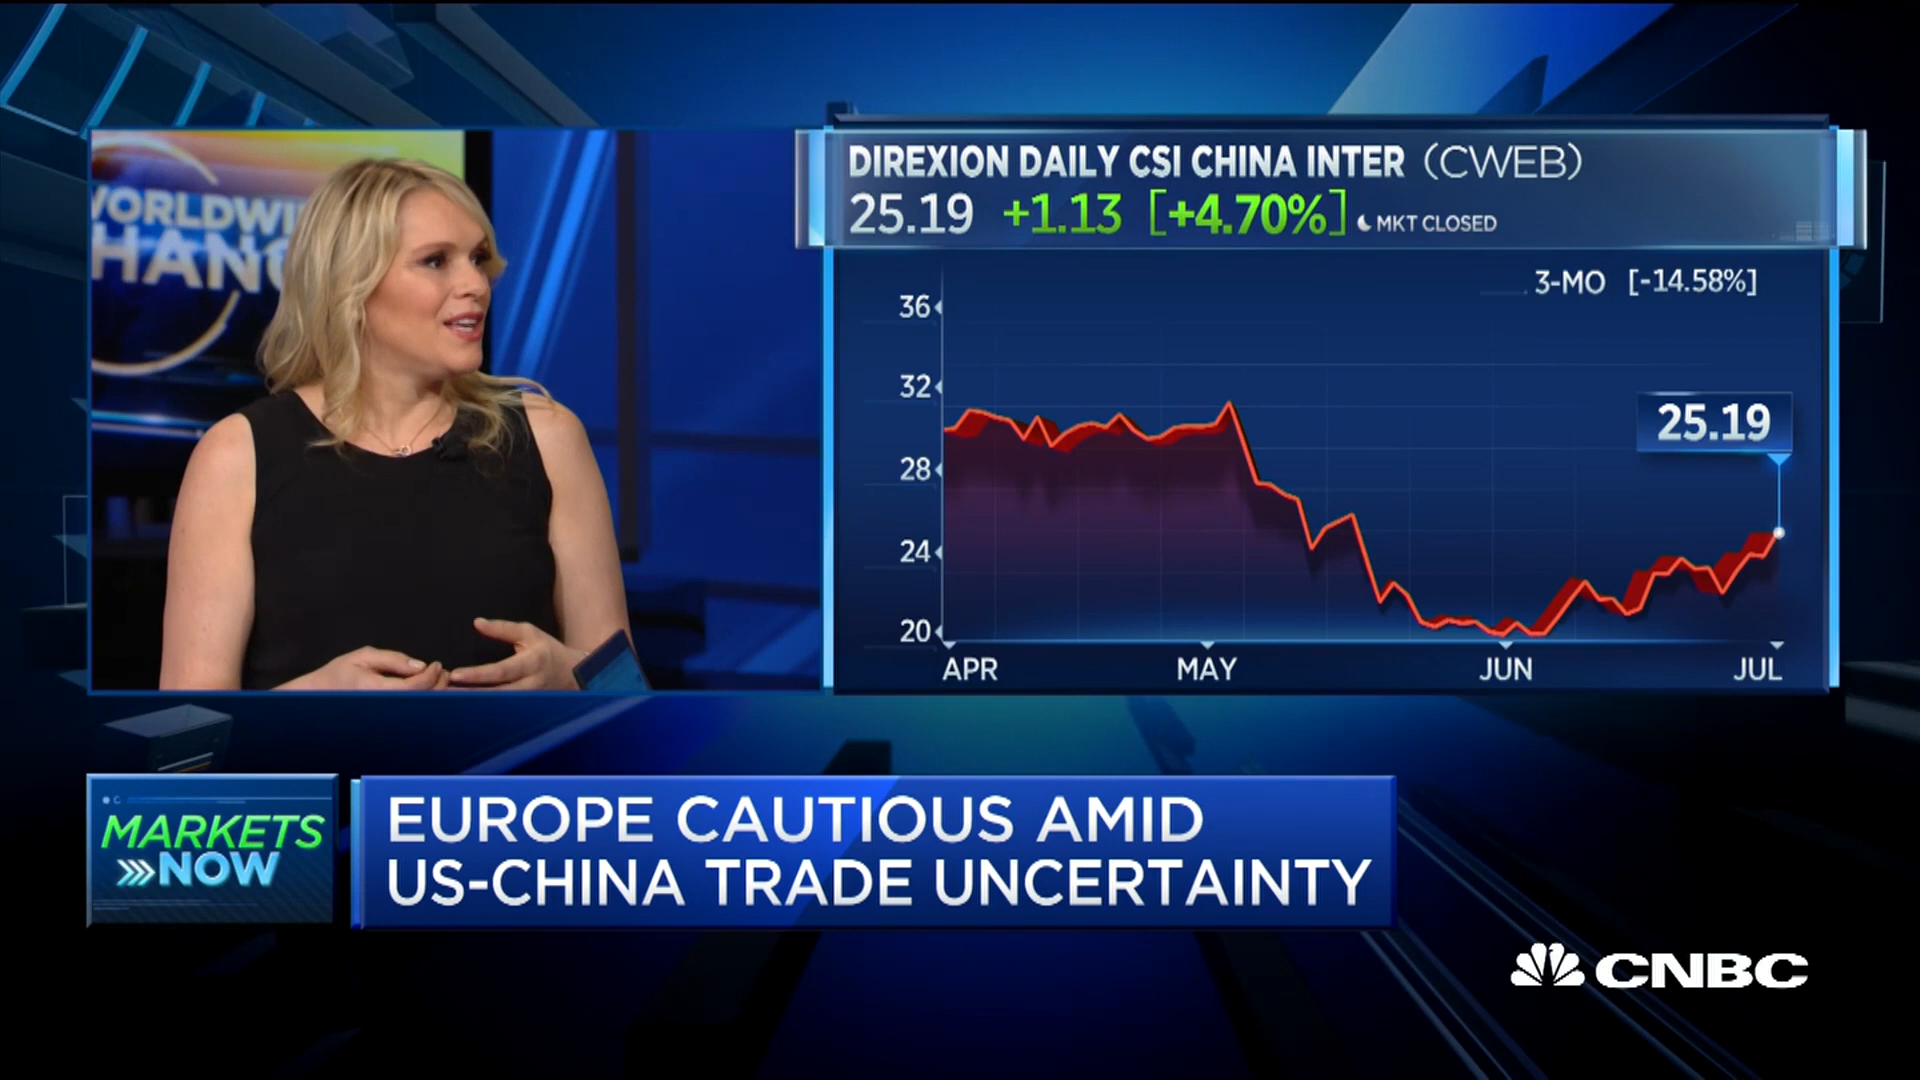 WORLDWI
HANG
DIREXION DAILY CSI CHINA INTER (CWEB)
25.19 +1.13 [+4.70%] MKT CLOSED
3-MO [-14.58%]
36
32
28
24
20
25.19
APR MAY JUN JUL
MARKETS
NOW
EUROPE CAUTIOUS AMID
US-CHINA TRADE UNCERTAINTY
CNBC